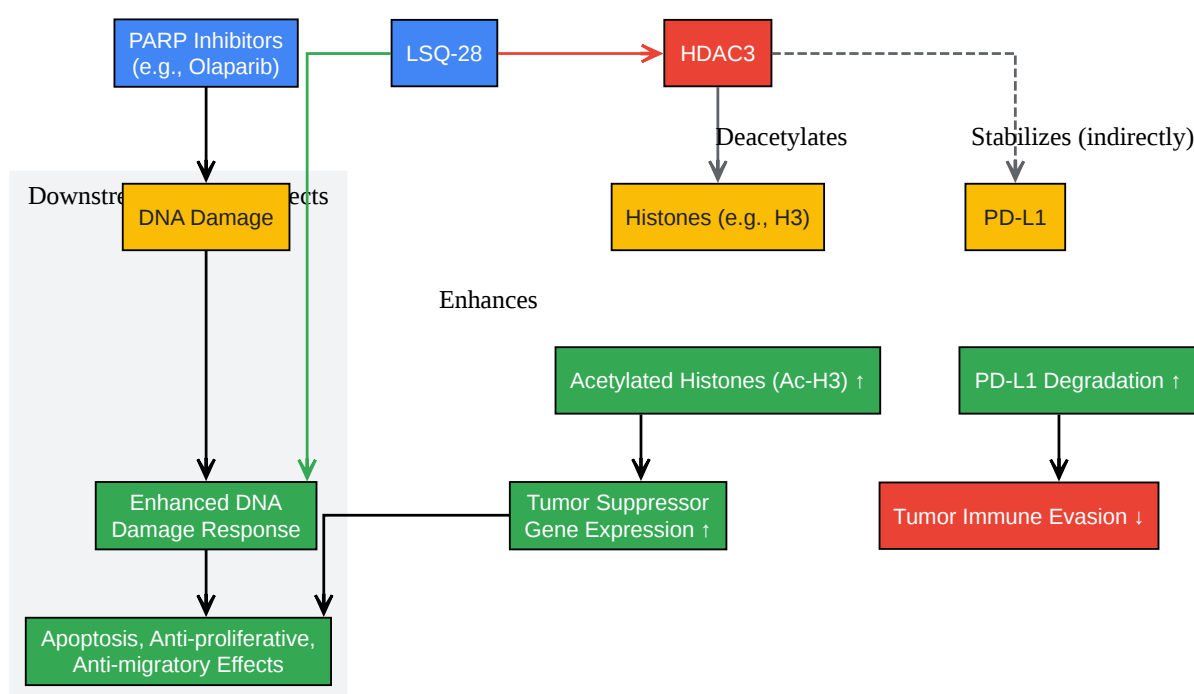 PARP Inhibitors
(e.g., Olaparib)
LSQ-28
HDAC3
Deacetylates
Stabilizes (indirectly)
Downstre ects
DNA Damage
Histones (e.g., H3)
PD-L1
Enhances
Acetylated Histones (Ac-H3) ↑
PD-L1 Degradation ↑
Enhanced DNA
Damage Response
Tumor Suppressor
Gene Expression ↑
Tumor Immune Evasion ↓
Apoptosis, Anti-proliferative,
Anti-migratory Effects